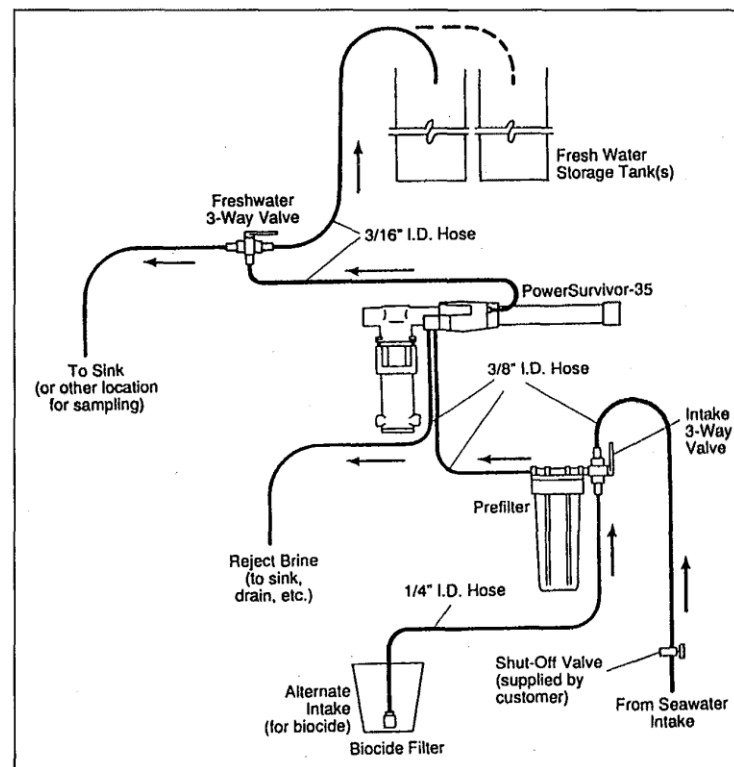 Fresh Water
Storage Tank(s)
Freshwater
3-Way Valve
3/16" I.D. Hose
PowerSurvivor-35
To Sink
(or other location
for sampling)
3/8" I.D. Hose
Intake
3-Way
Valve
Prefilter
Reject Brine
(to sink,
drain, etc.)
1/4" I.D. Hose
Shut-Off Valve
(supplied by
customer)
Alternate
Intake
(for biocide)
From Seawater
Intake
Biocide Filter